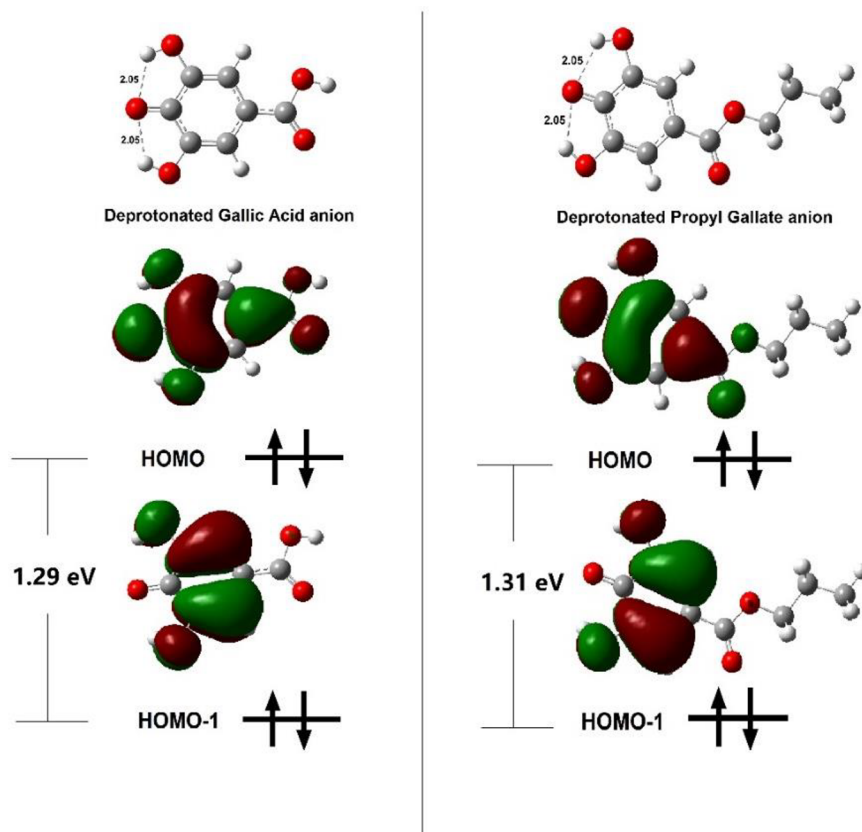 2.05
2.05
Deprotonated Gallic Acid anion
HOMO
1.29 eV
HOMO-1
2.05
2.05
Deprotonated Propyl Gallate anion
HOMO
1.31 eV
HOMO-1